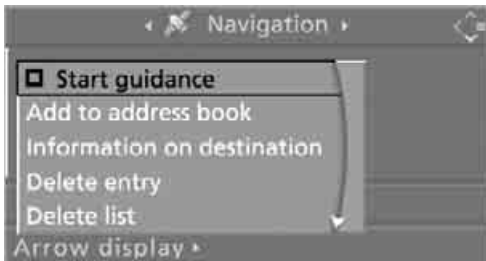 Navigation
Start guidance
Add to address book
Information on destination
Delete entry
Delete list
Arrow display